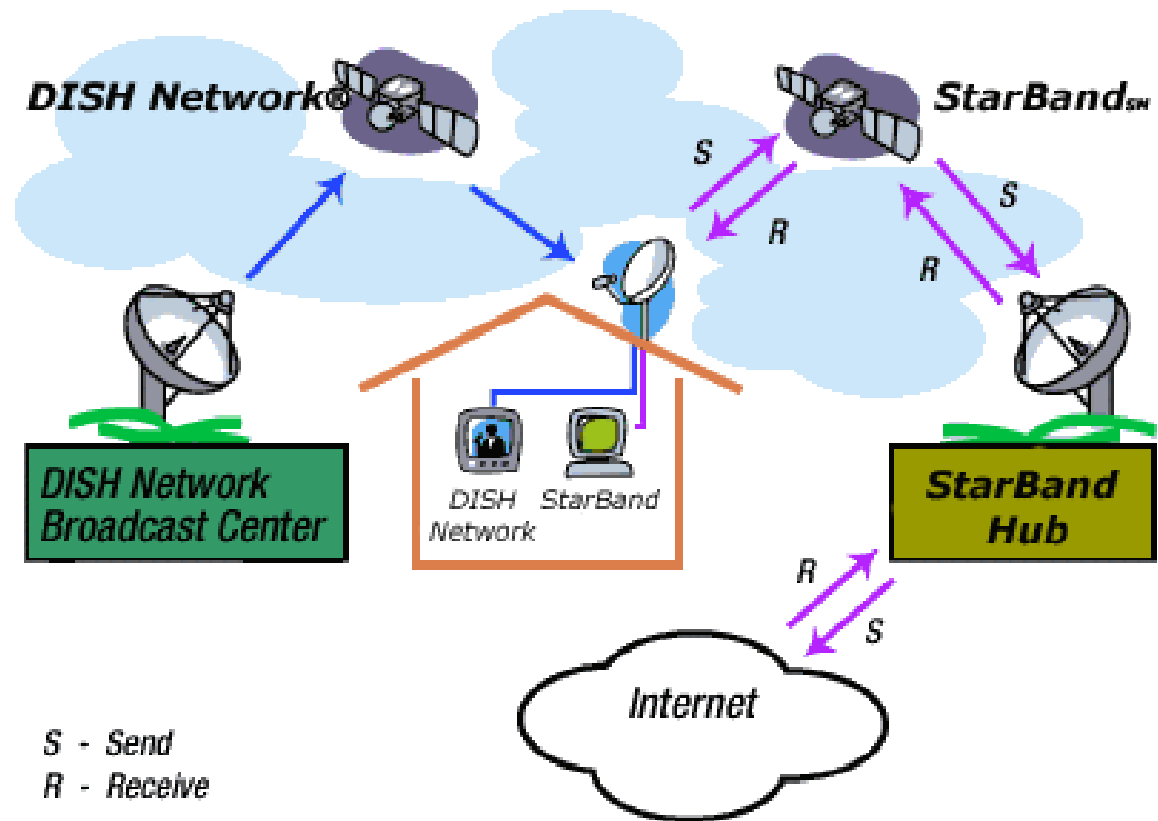 DISH Network®
StarBand℠
S
R
S
R
DISH Network
Broadcast Center
DISH
Network
StarBand
StarBand
Hub
R
S
Internet
S - Send
R - Receive